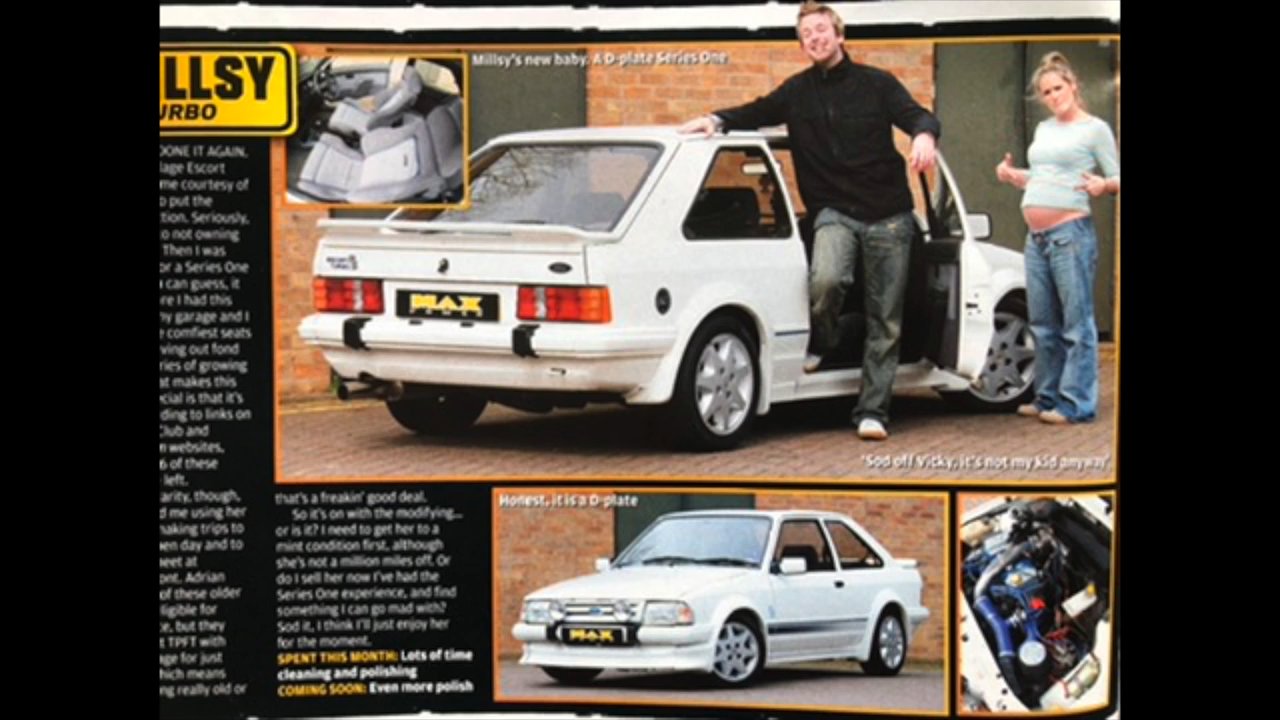 LLSY
URBO
DONE IT AGAIN.
lage Escort
me courtesy of
o put the
tion. Seriously,
o not owning
Then I was
or a Series One
can guess, it
re I had this
my garage and I
comfiest seats
ving out fond
ries of growing
at makes this
cial is that it's
ding to links on
Club and
websites,
6 of these
left.
arity, though,
d me using her
making trips to
en day and to
meet at
ont. Adrian
of these older
ligible for
e, but they
TPFT with
age for just
hich means
ng really old or
that's a freakin' good deal.
So it's on with the modifying...
or is it? I need to get her to a
mint condition first, although
she's not a million miles off. Or
do I sell her now I've had the
Series One experience, and find
something I can go mad with?
Sod it, I think I'll just enjoy her
for the moment.
SPENT THIS MONTH: Lots of time
cleaning and polishing
COMING SOON: Even more polish
Millsy's new baby. A D-plate Series One
MAX
POWER
'Sod off Vicky, it's not my kid anyway'
Honest, it is a D-plate
MAX